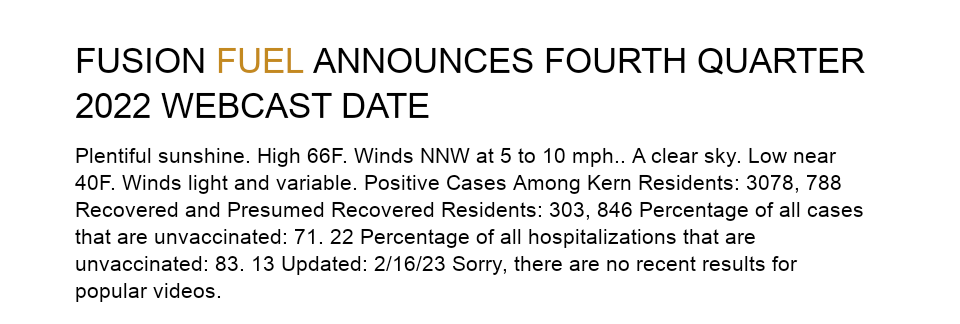 FUSION FUEL ANNOUNCES FOURTH QUARTER
2022 WEBCAST DATE
Plentiful sunshine. High 66F. Winds NNW at 5 to 10 mph.. A clear sky. Low near
40F. Winds light and variable. Positive Cases Among Kern Residents: 3078, 788
Recovered and Presumed Recovered Residents: 303, 846 Percentage of all cases
that are unvaccinated: 71. 22 Percentage of all hospitalizations that are
unvaccinated: 83. 13 Updated: 2/16/23 Sorry, there are no recent results for
popular videos.